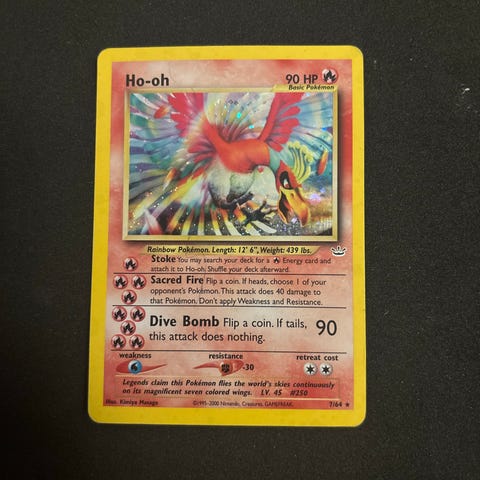 Ho-oh 90 HP
Basic Pokémon
Rainbow Pokémon. Length: 12' 6", Weight: 439 lbs.
Stoke You may search your deck for a Energy card and
attach it to Ho-oh. Shuffle your deck afterward.
Sacred Fire Flip a coin. If heads, choose 1 of your
opponent's Pokémon. This attack does 40 damage to
that Pokémon. Don't apply Weakness and Resistance.
Dive Bomb Flip a coin. If tails, 90
this attack does nothing.
weakness resistance retreat cost
-30
Legends claim this Pokémon flies the world's skies continuously
on its magnificent seven colored wings. LV. 45 #250
Illus. Kimiya Masago ©1995-2000 Nintendo, Creatures, GAMEFREAK. 7/64 ★